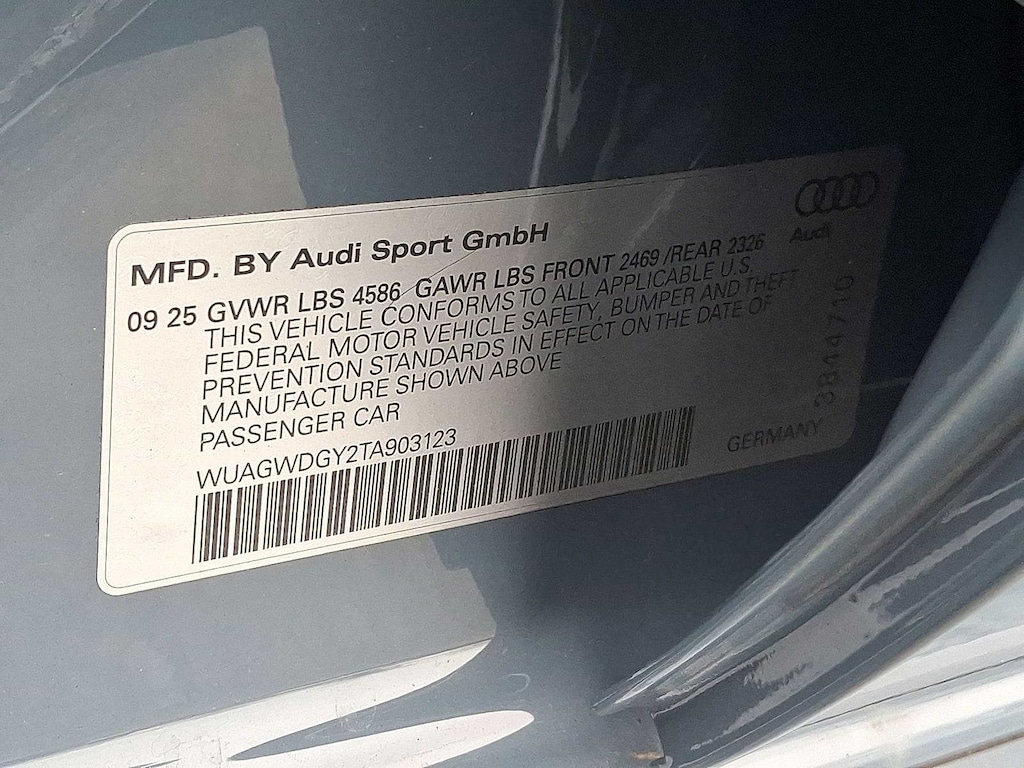 MFD. BY Audi Sport GmbH
Audi
09 25 GVWR LBS 4586 GAWR LBS FRONT 2469 /REAR 2326
THIS VEHICLE CONFORMS TO ALL APPLICABLE U.S.
FEDERAL MOTOR VEHICLE SAFETY, BUMPER AND THEFT
PREVENTION STANDARDS IN EFFECT ON THE DATE OF
MANUFACTURE SHOWN ABOVE
PASSENGER CAR
WUAGWDGY2TA903123
GERMANY
3844710